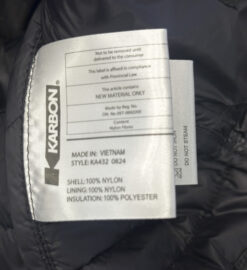 KARBON
Not to be removed until
delivered to the consumer
This label is affixed in compliance
with Provincial Law
This article contains
NEW MATERIAL ONLY
Made by Reg. No.
Content
MADE IN: VIETNAM
STYLE:KA432 0824
SHELL:100% NYLON
LINING:100% NYLON
INSULATION:100% POLYESTER
DO NOT STEAM